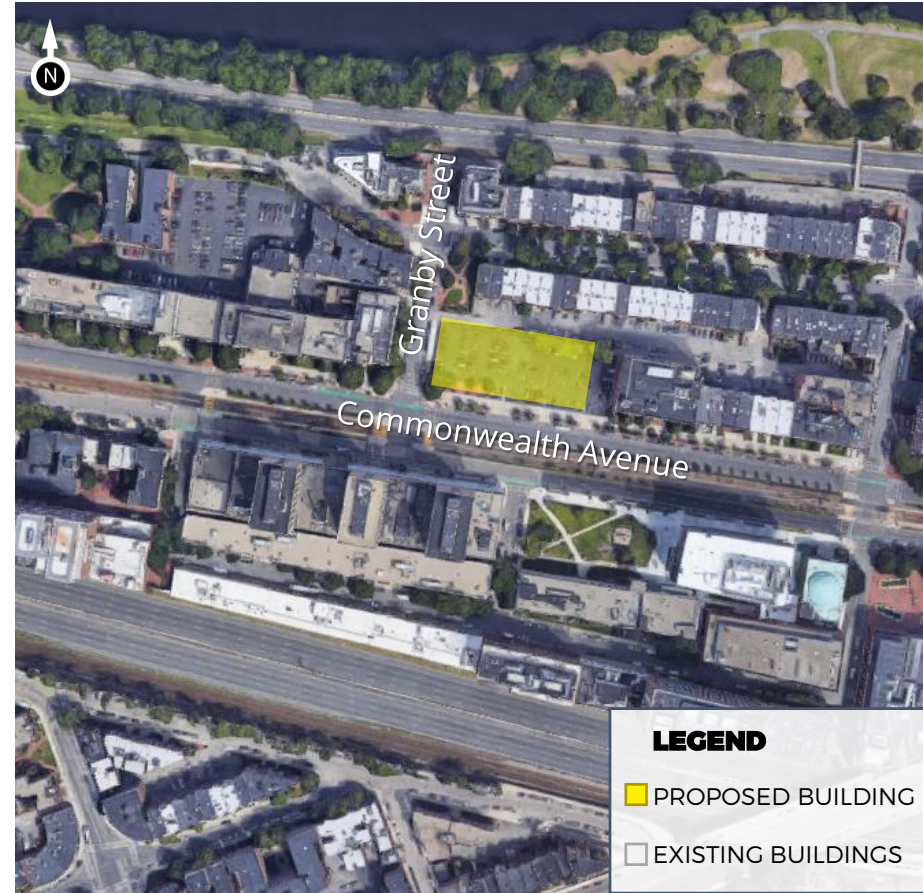 N
Granby Street
Commonwealth Avenue
LEGEND
PROPOSED BUILDING
EXISTING BUILDINGS